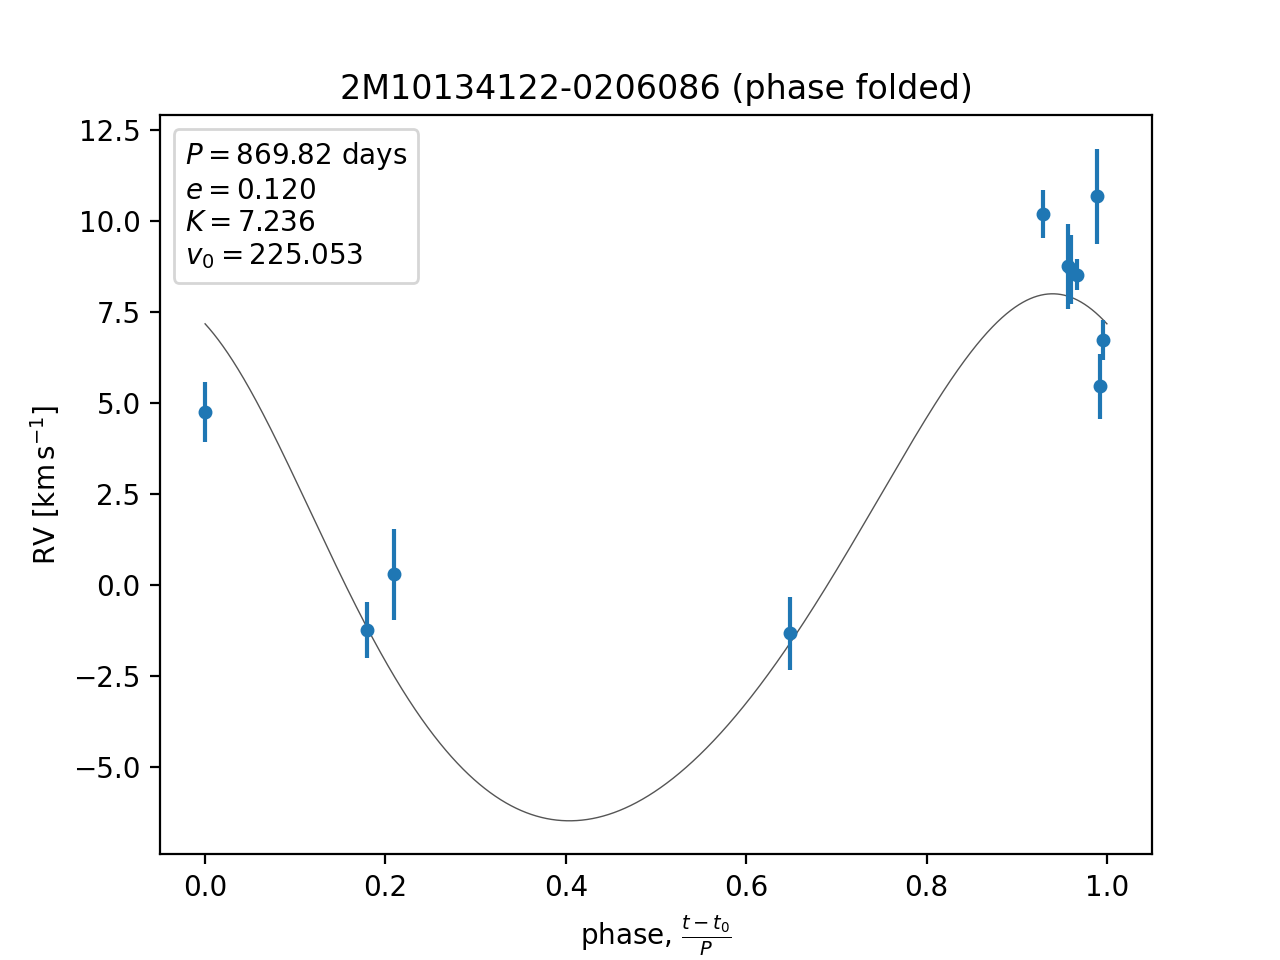 2M10134122-0206086 (phase folded)
P = 869.82 days
e = 0.120
K = 7.236
v₀ = 225.053
12.5
10.0
7.5
5.0
2.5
0.0
−2.5
−5.0
RV [km s⁻¹]
0.0 0.2 0.4 0.6 0.8 1.0
phase, (t − t₀)/P